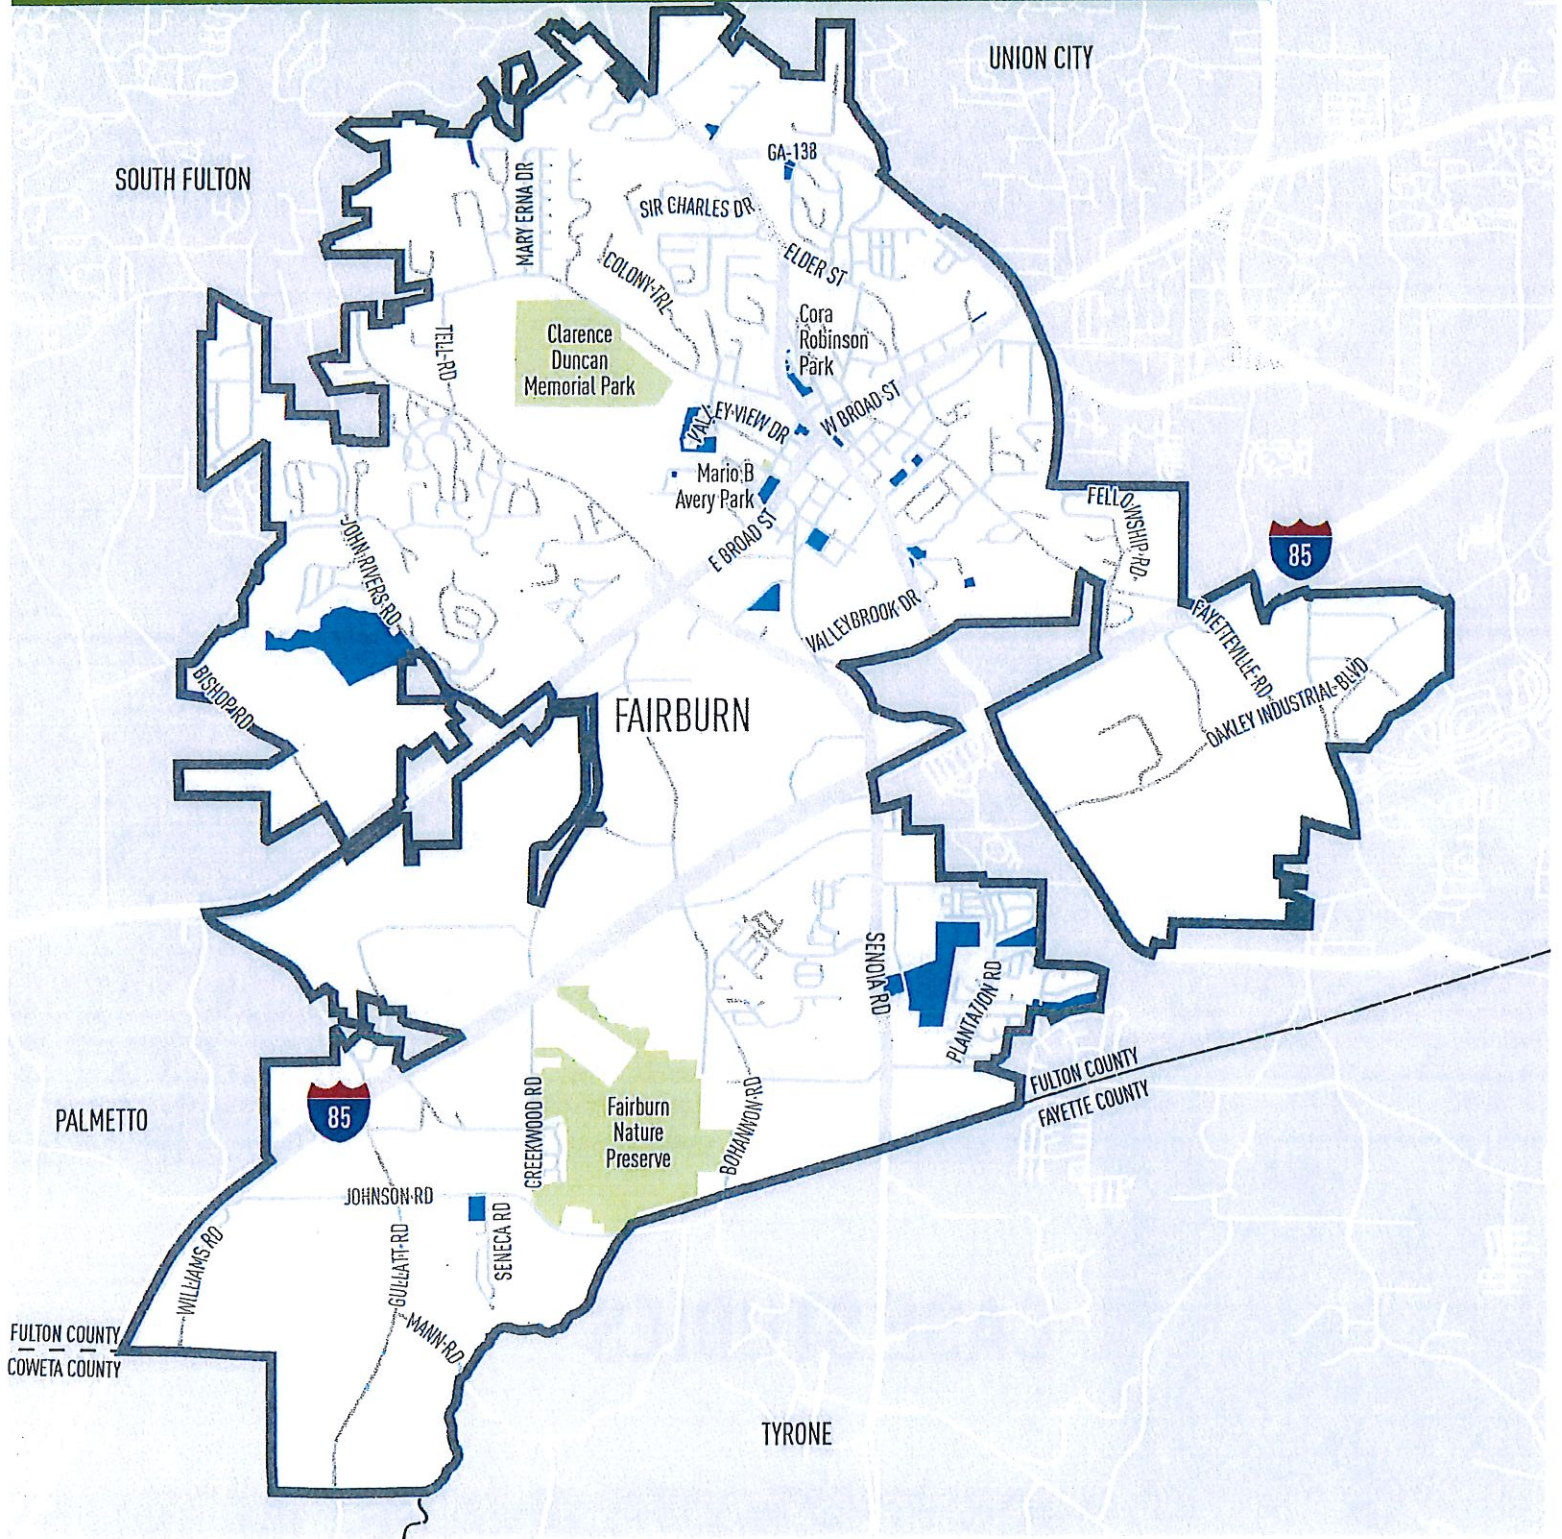 UNION CITY
SOUTH FULTON
GA-138
MARY ERNA DR
SIR CHARLES DR
ELDER ST
COLONY TRL
Cora
Robinson
Park
TELL RD
Clarence
Duncan
Memorial Park
VALLEY VIEW DR
W BROAD ST
Mario B
Avery Park
E BROAD ST
FELLOWSHIP RD
85
JOHN RIVERS RD
VALLEYBROOK DR
FAYETTEVILLE RD
BISHOP RD
FAIRBURN
OAKLEY INDUSTRIAL BLVD
SENOIA RD
PLANTATION RD
FULTON COUNTY
FAYETTE COUNTY
PALMETTO
85
CREEKWOOD RD
Fairburn
Nature
Preserve
BOHANNON RD
JOHNSON RD
SENECA RD
WILLIAMS RD
GULLATT RD
MANN RD
FULTON COUNTY
COWETA COUNTY
TYRONE